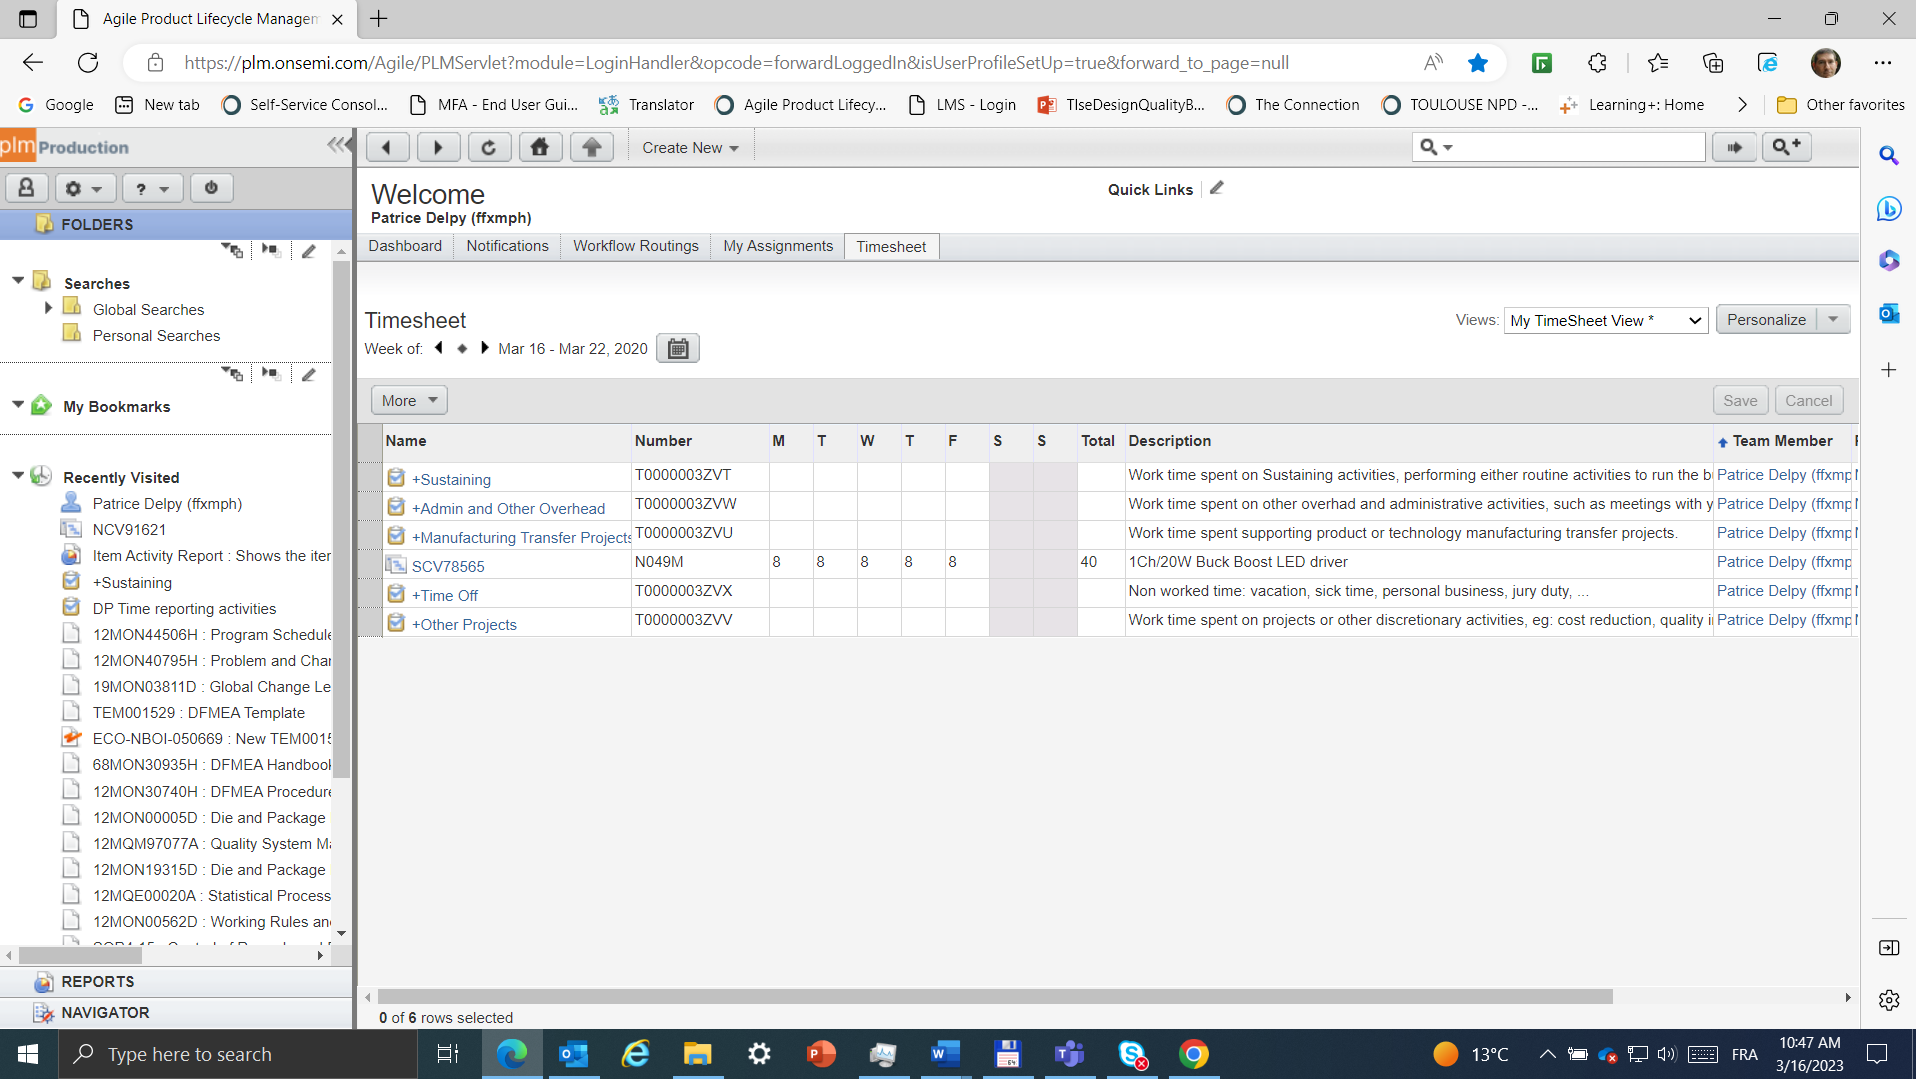 Agile Product Lifecycle Managem
https://plm.onsemi.com/Agile/PLMServlet?module=LoginHandler&opcode=forwardLoggedIn&isUserProfileSetUp=true&forward_to_page=null
Google New tab Self-Service Consol... MFA - End User Gui... Translator Agile Product Lifecy... LMS - Login TlseDesignQualityB... The Connection TOULOUSE NPD -... Learning+: Home Other favorites
plm Production
Create New
Welcome
Patrice Delpy (ffxmph)
Quick Links
FOLDERS
Dashboard Notifications Workflow Routings My Assignments Timesheet
Searches
Global Searches
Personal Searches
My Bookmarks
Recently Visited
Patrice Delpy (ffxmph)
NCV91621
Item Activity Report : Shows the iter
+Sustaining
DP Time reporting activities
12MON44506H : Program Schedule
12MON40795H : Problem and Char
19MON03811D : Global Change Le
TEM001529 : DFMEA Template
ECO-NBOI-050669 : New TEM0015
68MON30935H : DFMEA Handbook
12MON30740H : DFMEA Procedure
12MON00005D : Die and Package
12MQM97077A : Quality System Ma
12MON19315D : Die and Package
12MQE00020A : Statistical Process
12MON00562D : Working Rules and
REPORTS
NAVIGATOR
Timesheet
Views: My TimeSheet View * Personalize
Week of: Mar 16 - Mar 22, 2020
More Save Cancel
Name Number M T W T F S S Total Description Team Member
+Sustaining T0000003ZVT Work time spent on Sustaining activities, performing either routine activities to run the b Patrice Delpy (ffxmp
+Admin and Other Overhead T0000003ZVW Work time spent on other overhad and administrative activities, such as meetings with y Patrice Delpy (ffxmp
+Manufacturing Transfer Projects T0000003ZVU Work time spent supporting product or technology manufacturing transfer projects. Patrice Delpy (ffxmp
SCV78565 N049M 8 8 8 8 8 40 1Ch/20W Buck Boost LED driver Patrice Delpy (ffxmp
+Time Off T0000003ZVX Non worked time: vacation, sick time, personal business, jury duty, ... Patrice Delpy (ffxmp
+Other Projects T0000003ZVV Work time spent on projects or other discretionary activities, eg: cost reduction, quality i Patrice Delpy (ffxmp
0 of 6 rows selected
Type here to search
13°C FRA 10:47 AM
3/16/2023